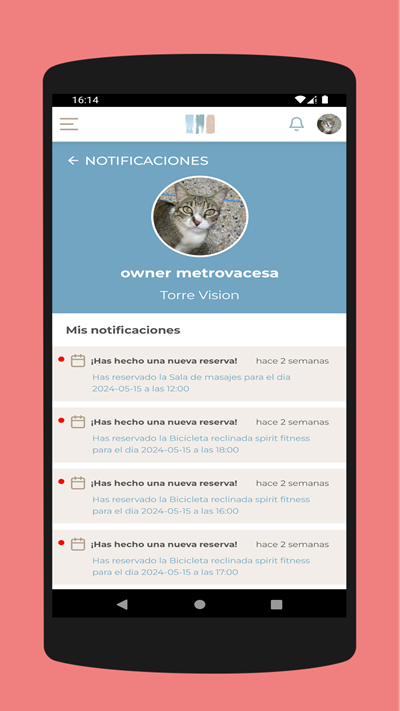 16:14
← NOTIFICACIONES
owner metrovacesa
Torre Vision
Mis notificaciones
¡Has hecho una nueva reserva! hace 2 semanas
Has reservado la Sala de masajes para el dia
2024-05-15 a las 12:00
¡Has hecho una nueva reserva! hace 2 semanas
Has reservado la Bicicleta reclinada spirit fitness
para el dia 2024-05-15 a las 18:00
¡Has hecho una nueva reserva! hace 2 semanas
Has reservado la Bicicleta reclinada spirit fitness
para el dia 2024-05-15 a las 16:00
¡Has hecho una nueva reserva! hace 2 semanas
Has reservado la Bicicleta reclinada spirit fitness
para el dia 2024-05-15 a las 17:00